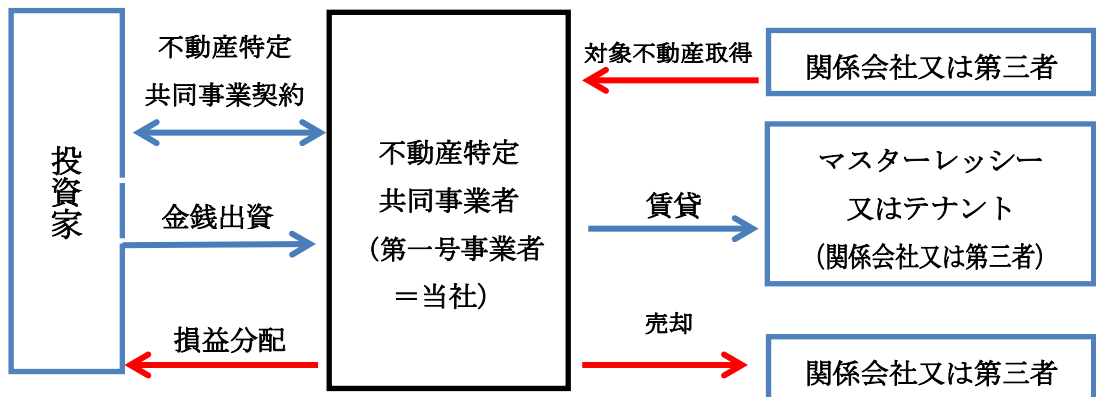 投資家
不動産特定
共同事業契約
金銭出資
損益分配
不動産特定
共同事業者
（第一号事業者
＝当社）
対象不動産取得
賃貸
売却
関係会社又は第三者
マスターレッシー
又はテナント
（関係会社又は第三者）
関係会社又は第三者